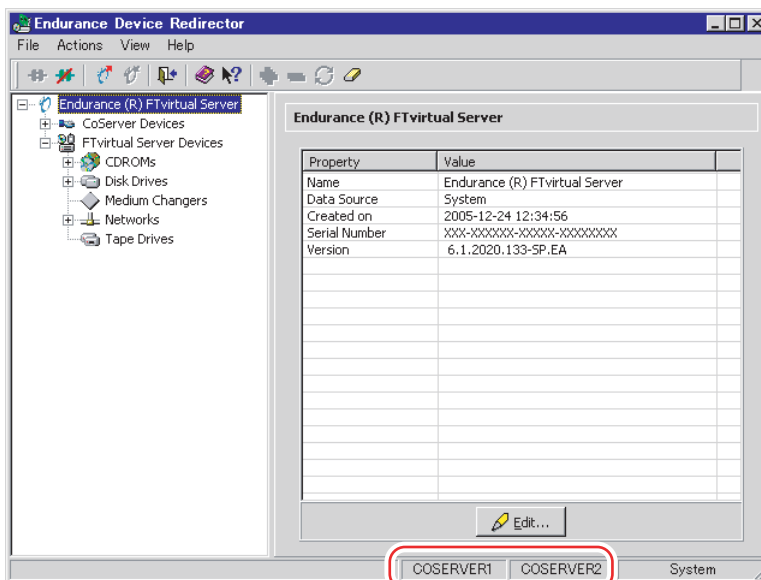 Endurance Device Redirector
File Actions View Help
Endurance (R) FTvirtual Server
CoServer Devices
FTvirtual Server Devices
CDROMs
Disk Drives
Medium Changers
Networks
Tape Drives
Endurance (R) FTvirtual Server
Property Value
Name Endurance (R) FTvirtual Server
Data Source System
Created on 2005-12-24 12:34:56
Serial Number XXX-XXXXXX-XXXXX-XXXXXXXX
Version 6.1.2020.133-SP.EA
Edit...
COSERVER1 COSERVER2 System